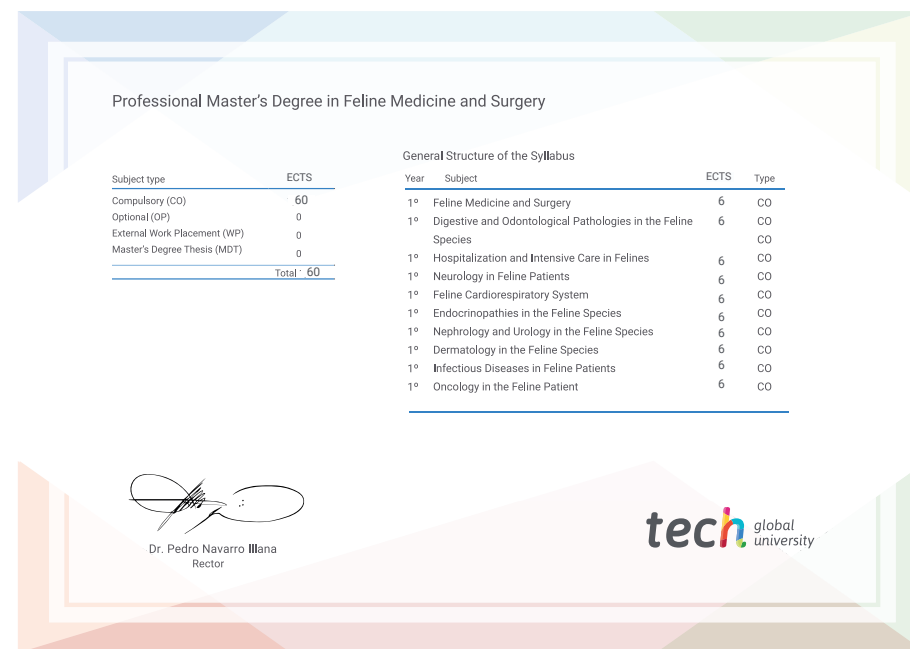 Professional Master's Degree in Feline Medicine and Surgery
Subject type ECTS
Compulsory (CO) 60
Optional (OP) 0
External Work Placement (WP) 0
Master's Degree Thesis (MDT) 0
Total 60
General Structure of the Syllabus
Year Subject ECTS Type
1º Feline Medicine and Surgery 6 CO
1º Digestive and Odontological Pathologies in the Feline 6 CO
Species CO
1º Hospitalization and Intensive Care in Felines 6 CO
1º Neurology in Feline Patients 6 CO
1º Feline Cardiorespiratory System 6 CO
1º Endocrinopathies in the Feline Species 6 CO
1º Nephrology and Urology in the Feline Species 6 CO
1º Dermatology in the Feline Species 6 CO
1º Infectious Diseases in Feline Patients 6 CO
1º Oncology in the Feline Patient 6 CO
Dr. Pedro Navarro Illana
Rector
tech global
university